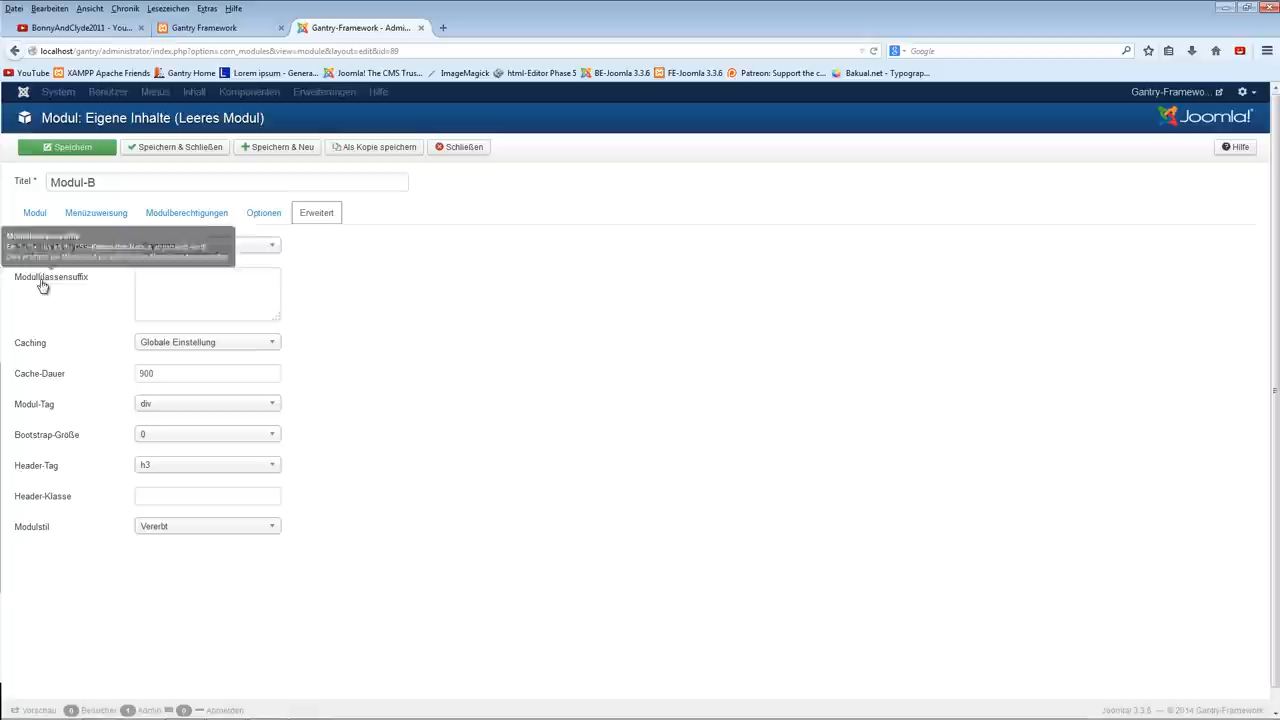 Datei Bearbeiten Ansicht Chronik Lesezeichen Extras Hilfe
BonnyAndClyde2011 - You... × Gantry Framework × Gantry-Framework - Admi... × +
localhost/gantry/administrator/index.php?option=com_modules&view=module&layout=edit&id=89
Google
YouTube XAMPP Apache Friends Gantry Home Lorem ipsum - Genera... Joomla! The CMS Trus... ImageMagick html-Editor Phase 5 BE-Joomla 3.3.6 FE-Joomla 3.3.6 Patreon: Support the c... Bakual.net - Typograp...
System Benutzer Menüs Inhalt Komponenten Erweiterungen Hilfe Gantry-Framewo...
Modul: Eigene Inhalte (Leeres Modul) Joomla!
Speichern Speichern & Schließen Speichern & Neu Als Kopie speichern Schließen Hilfe
Titel * Modul-B
Modul Menüzuweisung Modulberechtigungen Optionen Erweitert
Modulklassensuffix
Modulklassensuffix
Caching Globale Einstellung
Cache-Dauer 900
Modul-Tag div
Bootstrap-Größe 0
Header-Tag h3
Header-Klasse
Modulstil Vererbt
Vorschau 0 Besucher 1 Admin 0 Abmelden Joomla! 3.3.6 — © 2014 Gantry-Framework